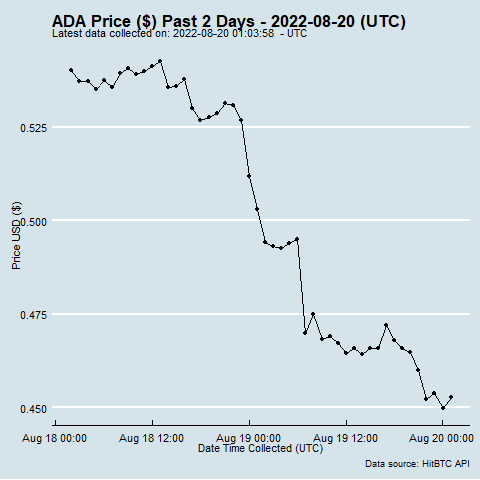 ADA Price ($) Past 2 Days - 2022-08-20 (UTC)
Latest data collected on: 2022-08-20 01:03:58 - UTC
0.525
0.500
0.475
0.450
Price USD ($)
Aug 18 00:00 Aug 18 12:00 Aug 19 00:00 Aug 19 12:00 Aug 20 00:00
Date Time Collected (UTC)
Data source: HitBTC API